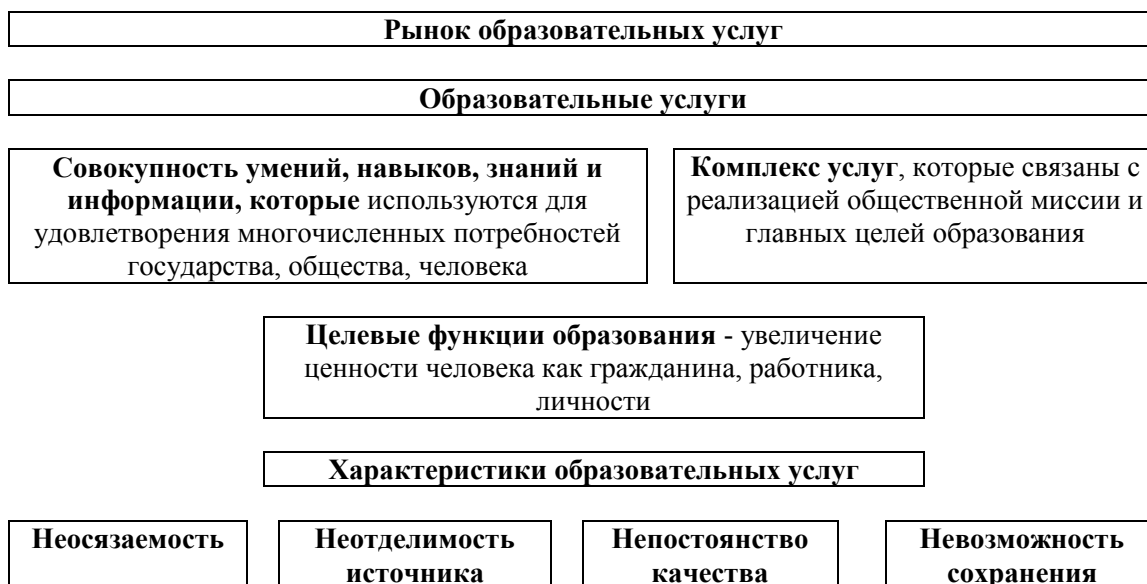 Рынок образовательных услуг
Образовательные услуги
Совокупность умений, навыков, знаний и
информации, которые используются для
удовлетворения многочисленных потребностей
государства, общества, человека
Комплекс услуг, которые связаны с
реализацией общественной миссии и
главных целей образования
Целевые функции образования - увеличение
ценности человека как гражданина, работника,
личности
Характеристики образовательных услуг
Неосязаемость
Неотделимость
источника
Непостоянство
качества
Невозможность
сохранения